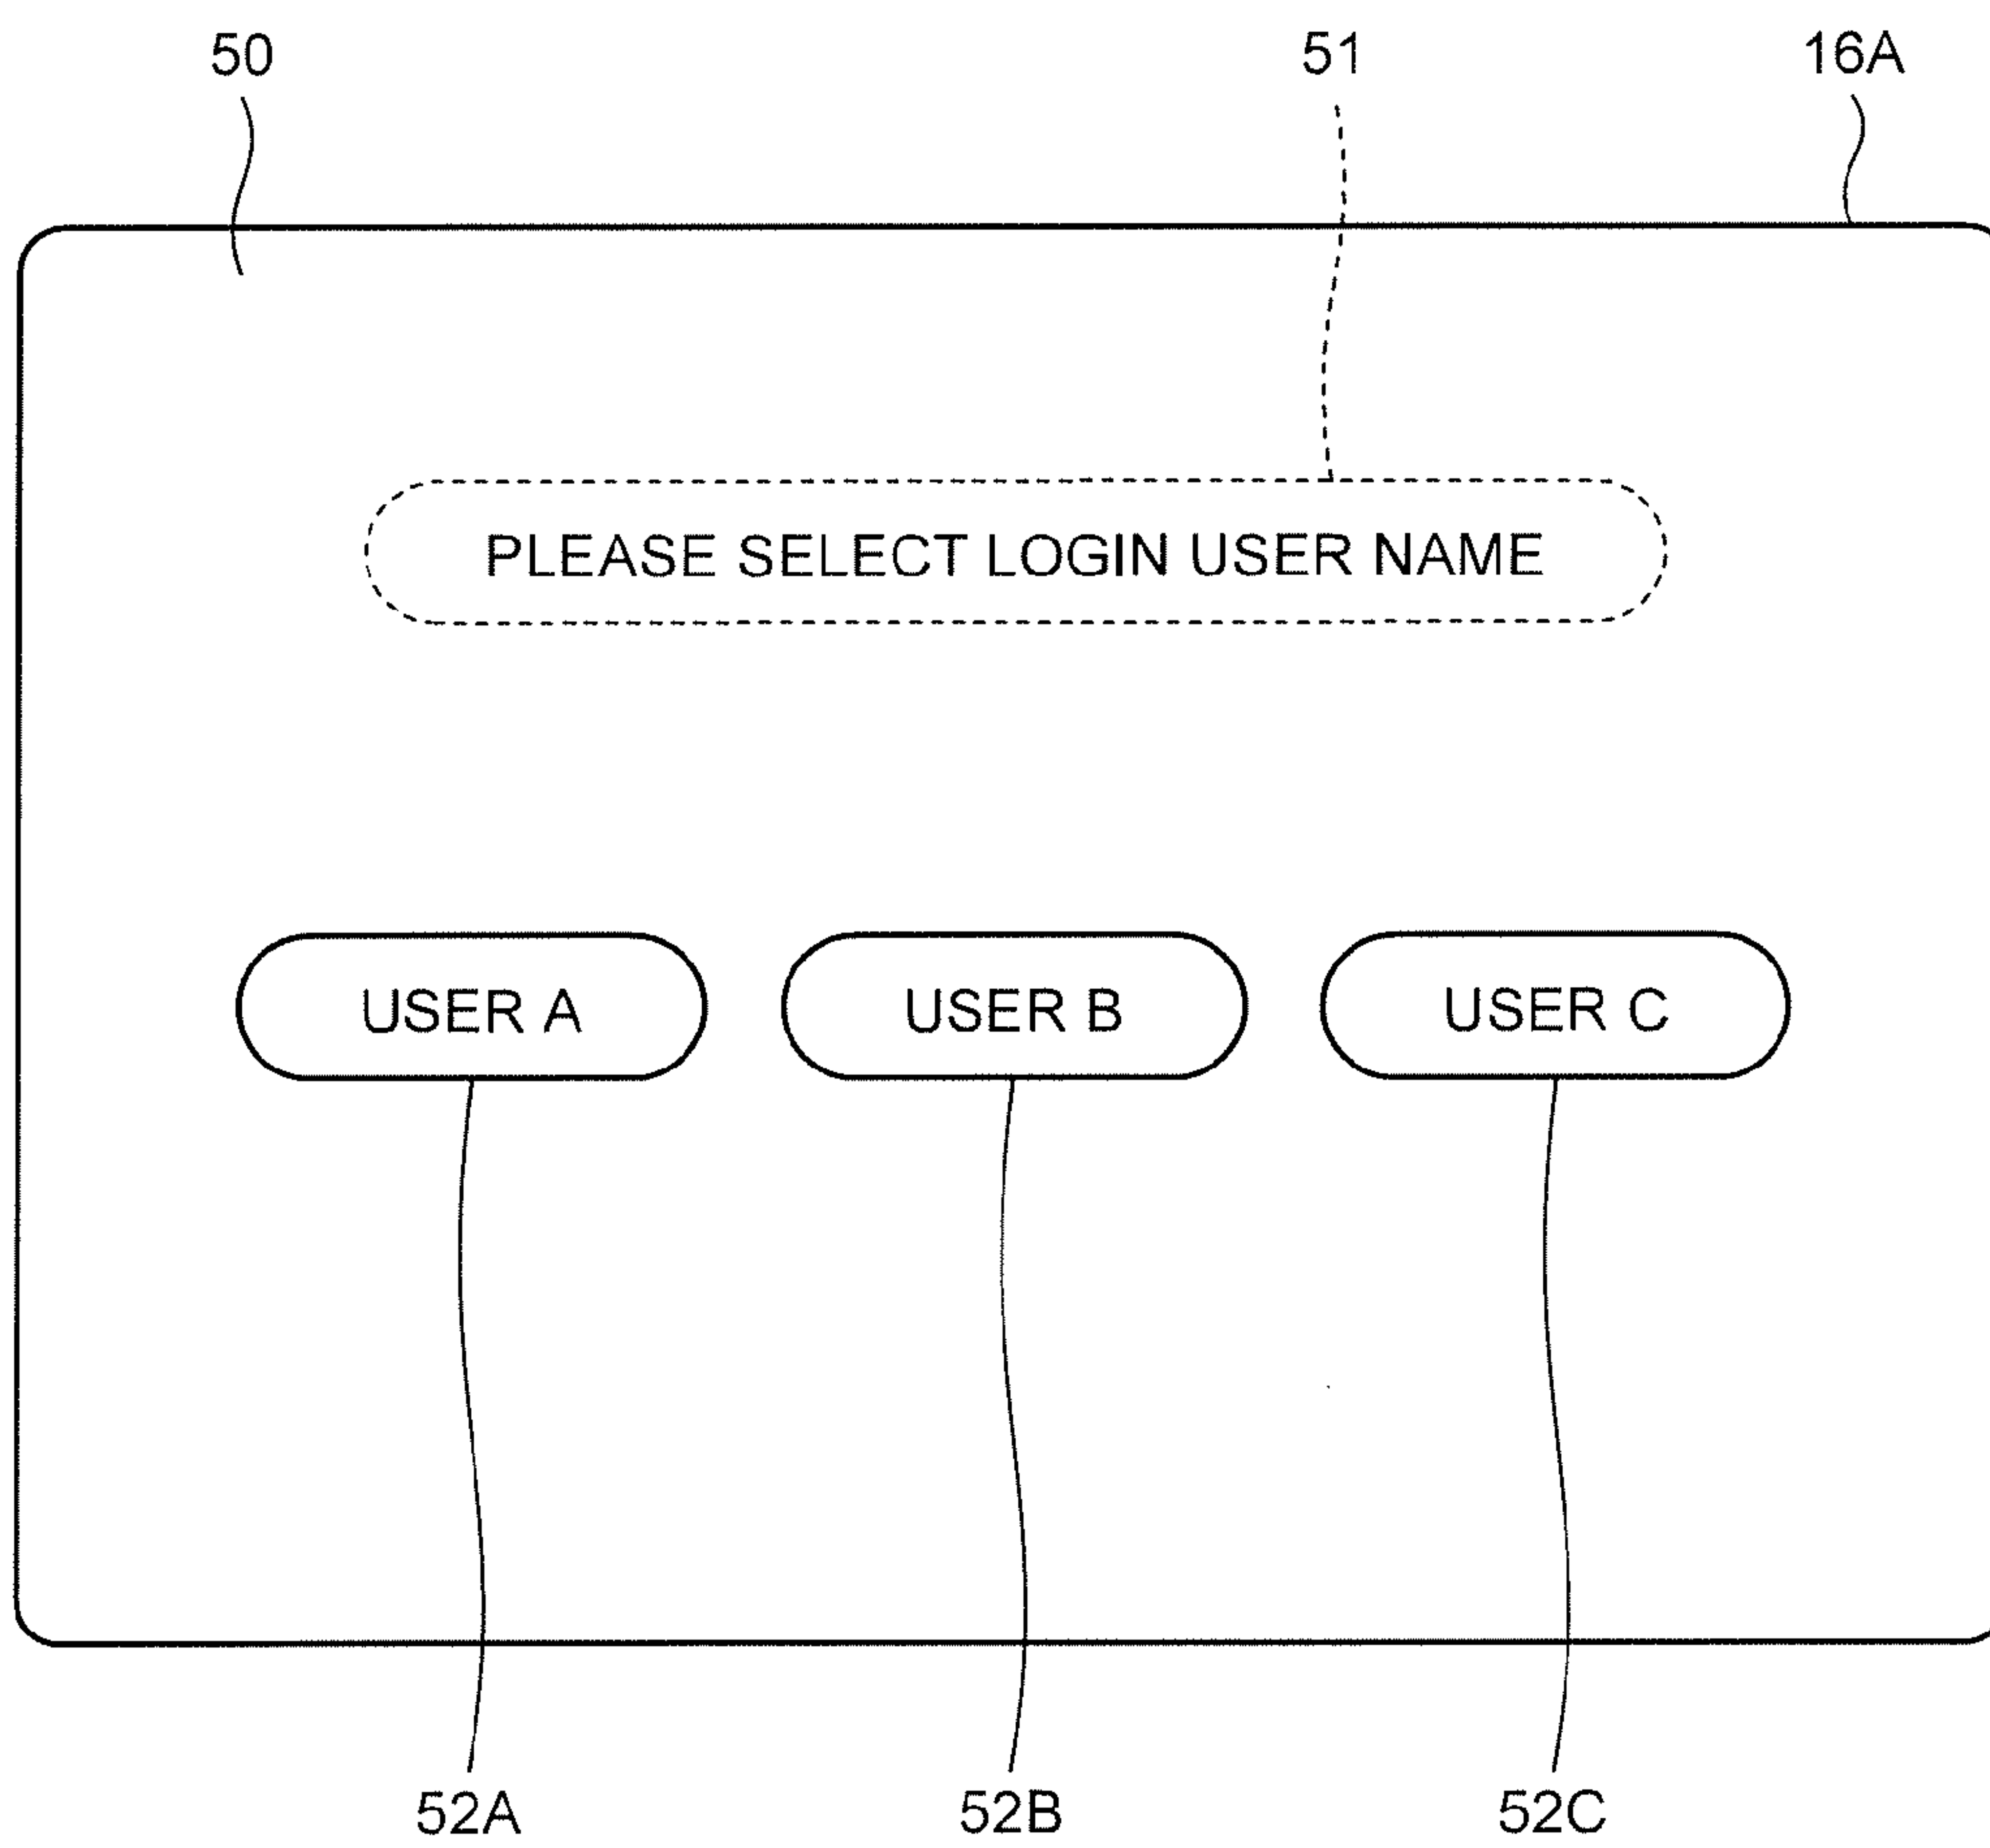 50 51 16A
PLEASE SELECT LOGIN USER NAME
USER A USER B USER C
52A 52B 52C